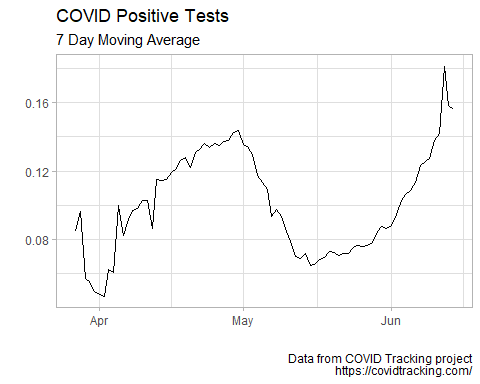 COVID Positive Tests
7 Day Moving Average
0.16
0.12
0.08
Apr May Jun
Data from COVID Tracking project
https://covidtracking.com/